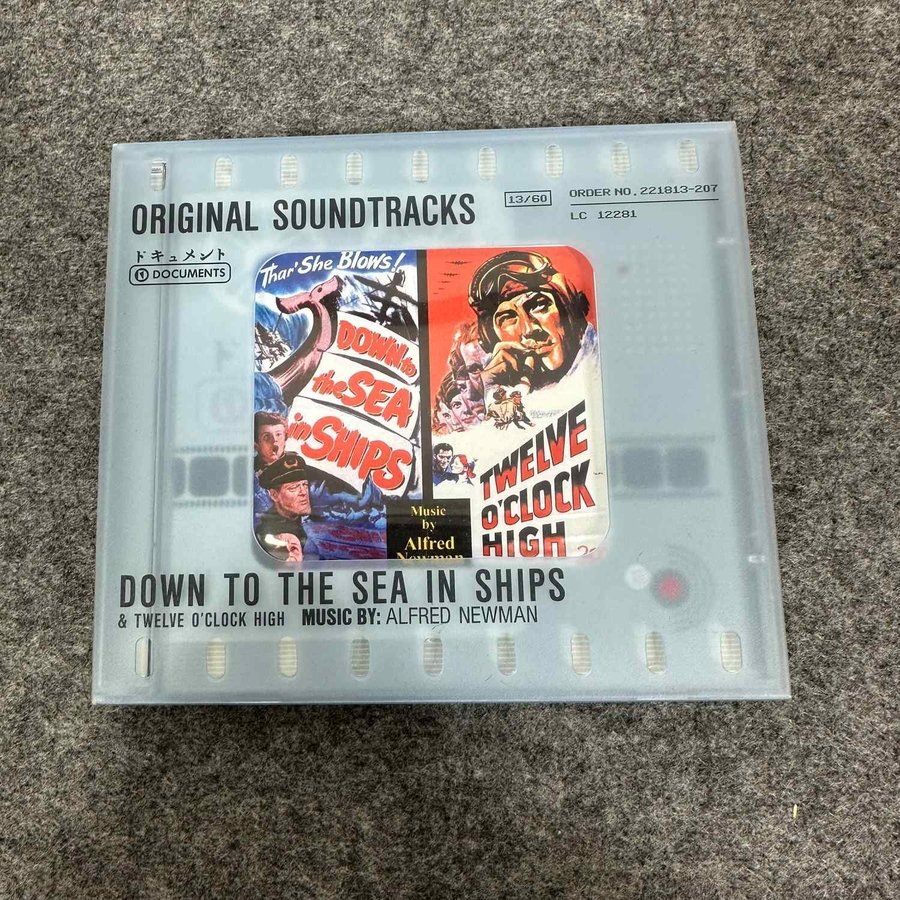 ORIGINAL SOUNDTRACKS
13/60
ORDER NO. 221813-207
LC 12281
ドキュメント
DOCUMENTS
Thar' She Blows!
DOWN to
the SEA
in SHIPS
TWELVE
O'CLOCK
HIGH
Music
by
Alfred
Newman
DOWN TO THE SEA IN SHIPS
& TWELVE O'CLOCK HIGH MUSIC BY: ALFRED NEWMAN